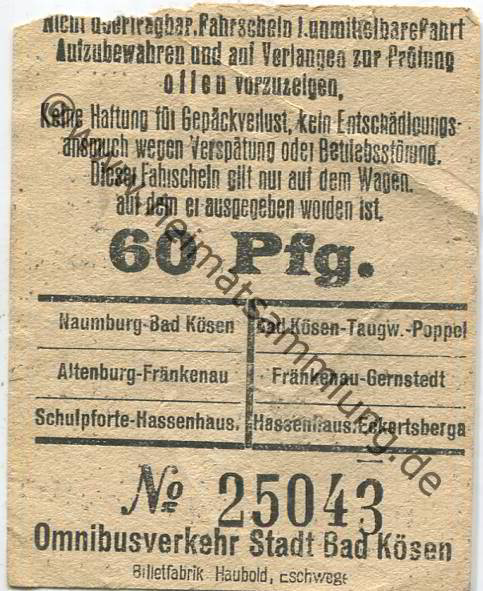 Nicht übertragbar. Fahrschein f. unmittelbare Fahrt
Aufzubewahren und auf Verlangen zur Prüfung
offen vorzuzeigen.
Keine Haftung für Gepäckverlust, kein Entschädigungs-
anspruch wegen Verspätung oder Betriebsstörung.
Dieser Fahrschein gilt nur auf dem Wagen,
auf dem er ausgegeben worden ist.
60 Pfg.
Naumburg-Bad Kösen
Bad Kösen-Taugw.-Poppel
Altenburg-Fränkenau
Fränkenau-Gernstedt
Schulpforte-Hassenhaus.
Hassenhaus.Eckartsberga
№ 25043
Omnibusverkehr Stadt Bad Kösen
Billetfabrik Haubold, Eschwege
© www.heimatsammlung.de